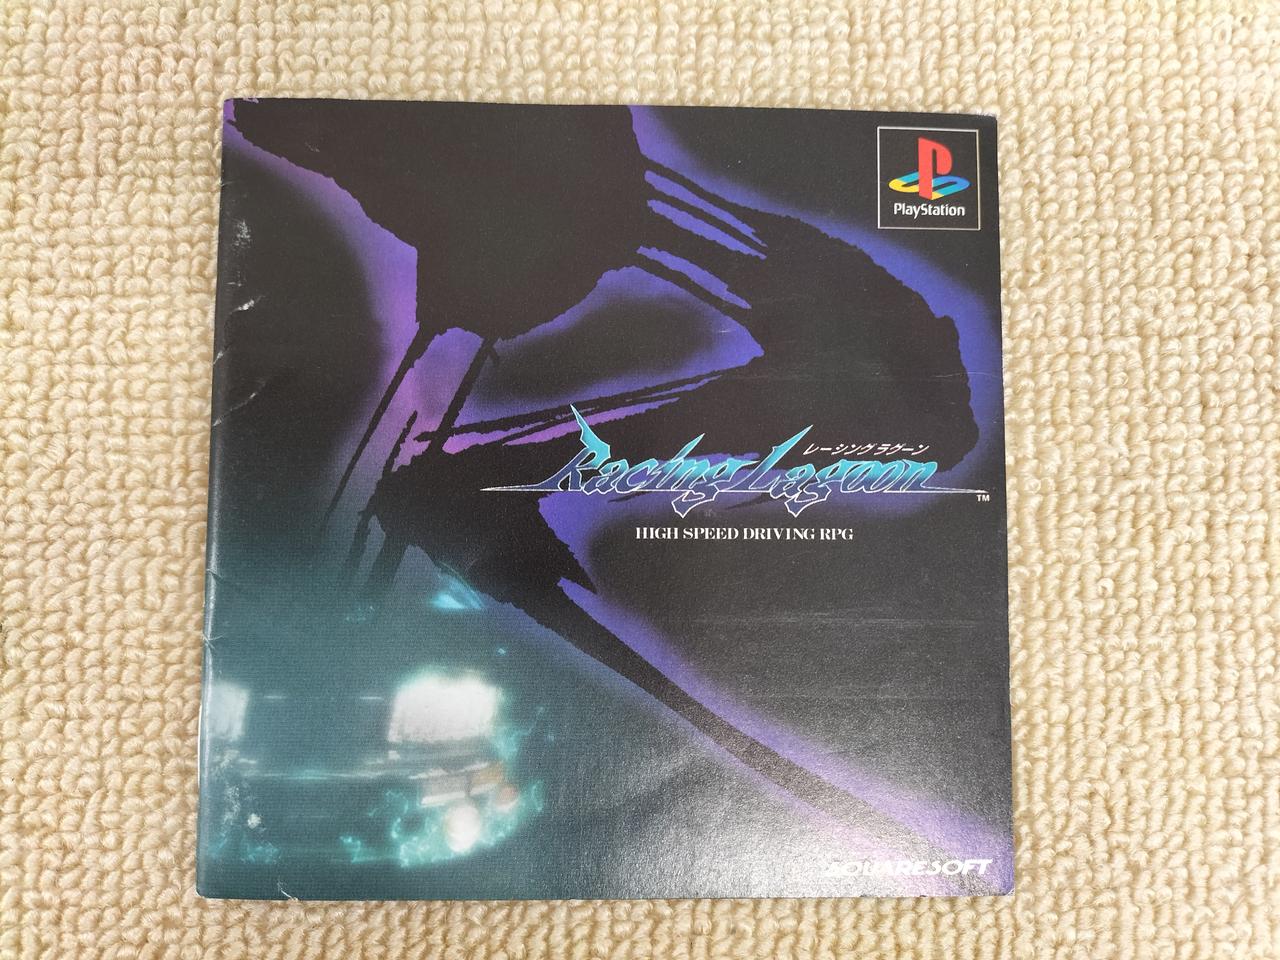 PlayStation
レーシングラグーン
Racing Lagoon
TM
HIGH SPEED DRIVING RPG
SQUARESOFT